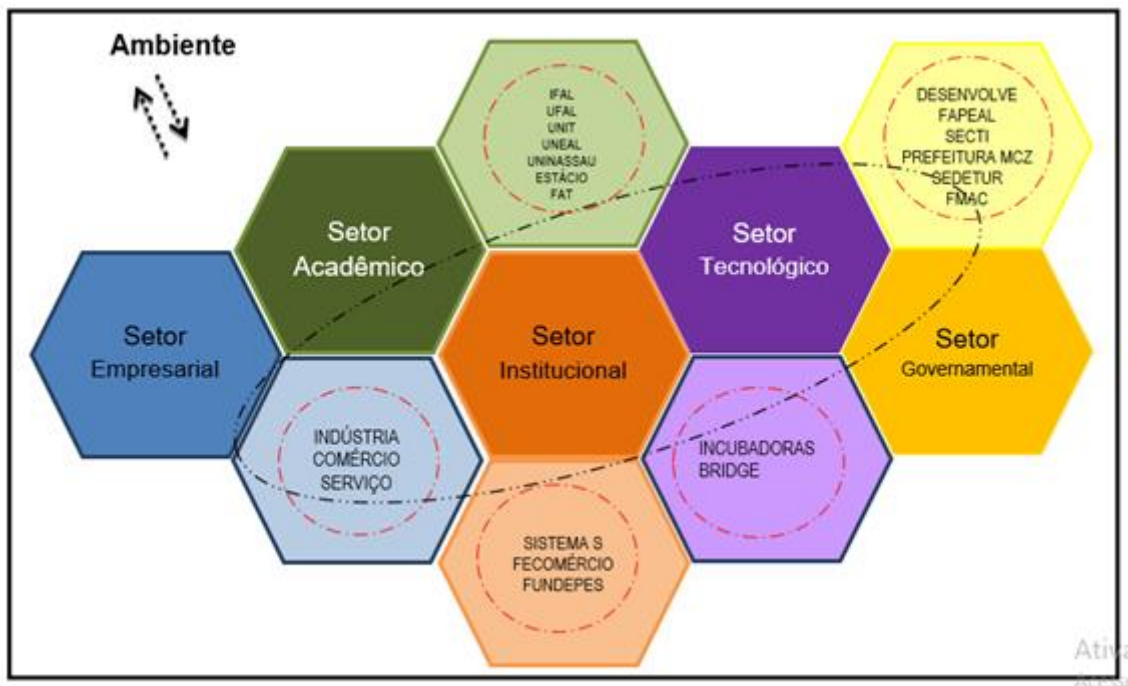 Ambiente
IFAL
UFAL
UNIT
UNEAL
UNINASSAU
ESTÁCIO
FAT
DESENVOLVE
FAPEAL
SECTI
PREFEITURA MCZ
SEDETUR
FMAC
Setor
Acadêmico
Setor
Tecnológico
Setor
Empresarial
Setor
Institucional
Setor
Governamental
INDÚSTRIA
COMÉRCIO
SERVIÇO
INCUBADORAS
BRIDGE
SISTEMA S
FECOMÉRCIO
FUNDEPES